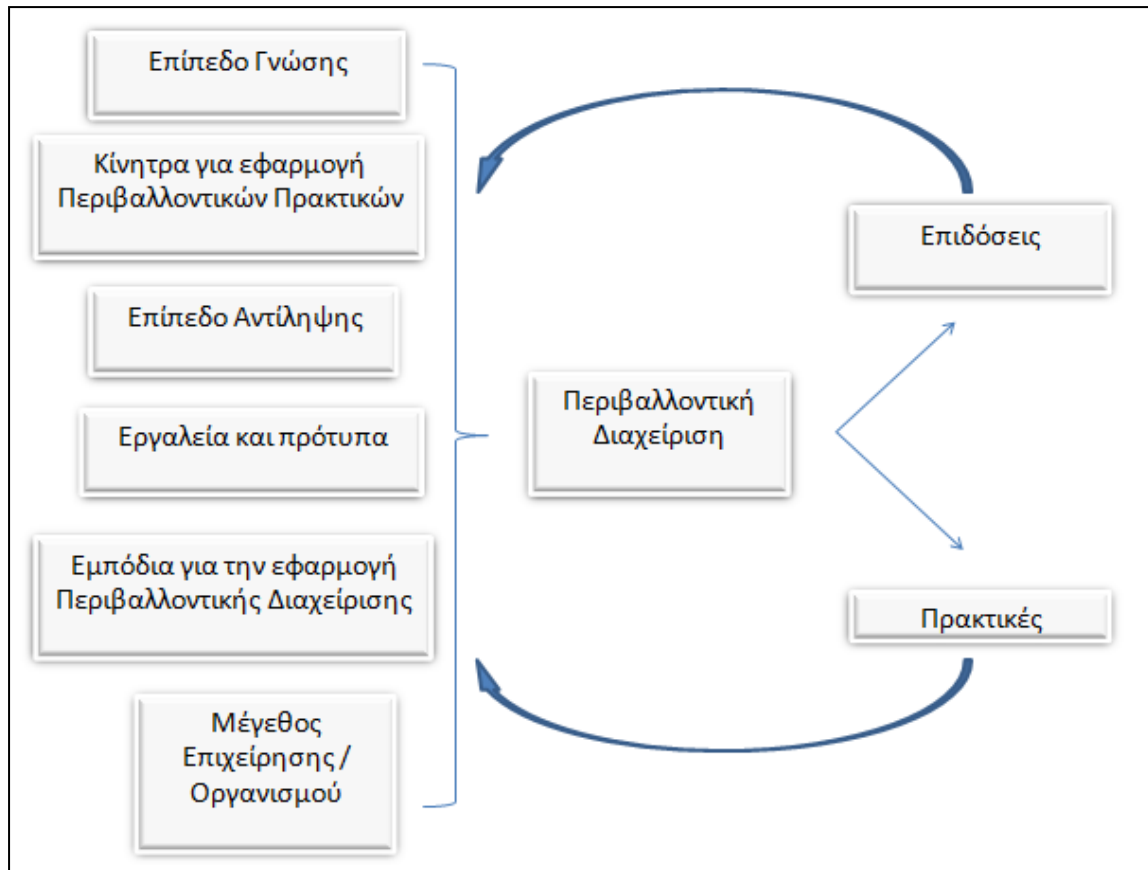 Επίπεδο Γνώσης
Κίνητρα για εφαρμογή
Περιβαλλοντικών Πρακτικών
Επίπεδο Αντίληψης
Εργαλεία και πρότυπα
Εμπόδια για την εφαρμογή
Περιβαλλοντικής Διαχείρισης
Μέγεθος
Επιχείρησης /
Οργανισμού
Περιβαλλοντική
Διαχείριση
Επιδόσεις
Πρακτικές